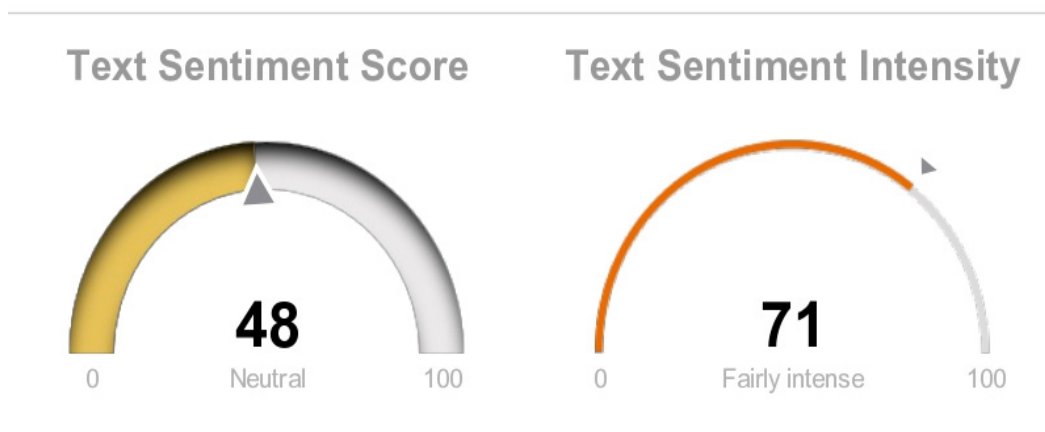 Text Sentiment Score
48
0 Neutral 100
Text Sentiment Intensity
71
0 Fairly intense 100